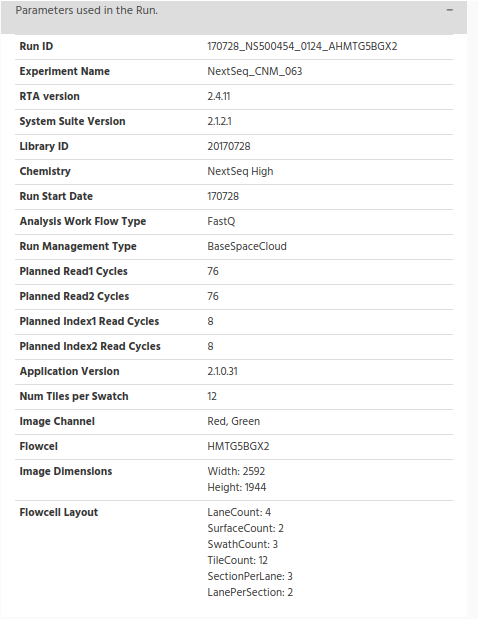 Parameters used in the Run.
Run ID 170728_NS500454_0124_AHMTG5BGX2
Experiment Name NextSeq_CNM_063
RTA version 2.4.11
System Suite Version 2.1.2.1
Library ID 20170728
Chemistry NextSeq High
Run Start Date 170728
Analysis Work Flow Type FastQ
Run Management Type BaseSpaceCloud
Planned Read1 Cycles 76
Planned Read2 Cycles 76
Planned Index1 Read Cycles 8
Planned Index2 Read Cycles 8
Application Version 2.1.0.31
Num Tiles per Swatch 12
Image Channel Red, Green
Flowcel HMTG5BGX2
Image Dimensions Width: 2592
Height: 1944
Flowcell Layout LaneCount: 4
SurfaceCount: 2
SwathCount: 3
TileCount: 12
SectionPerLane: 3
LanePerSection: 2